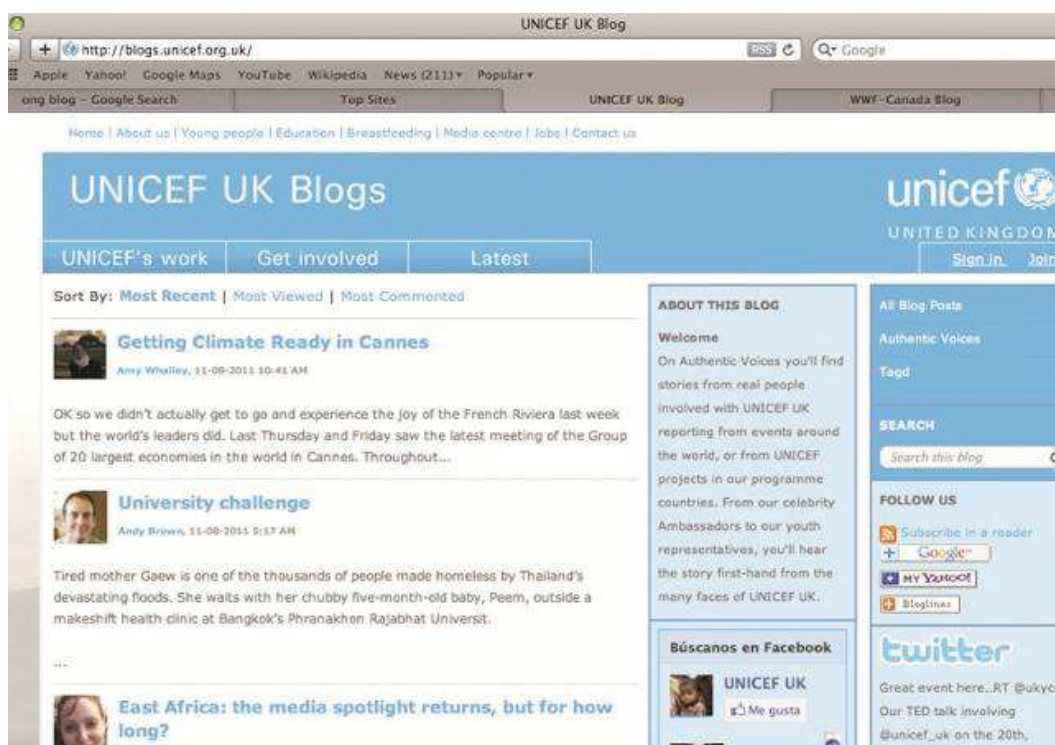 UNICEF UK Blog
http://blogs.unicef.org.uk/
RSS
Google
Apple Yahoo! Google Maps YouTube Wikipedia News (211) Popular
ong blog – Google Search
Top Sites
UNICEF UK Blog
WWF-Canada Blog
Home | About us | Young people | Education | Breastfeeding | Media centre | Jobs | Contact us
UNICEF UK Blogs
unicef
UNITED KINGDOM
UNICEF's work
Get involved
Latest
Sign in Join
Sort By: Most Recent | Most Viewed | Most Commented
Getting Climate Ready in Cannes
Amy Whalley, 11-08-2011 10:41 AM
OK so we didn't actually get to go and experience the joy of the French Riviera last week
but the world's leaders did. Last Thursday and Friday saw the latest meeting of the Group
of 20 largest economies in the world in Cannes. Throughout...
University challenge
Andy Brown, 11-08-2011 5:17 AM
Tired mother Gaew is one of the thousands of people made homeless by Thailand's
devastating floods. She waits with her chubby five-month-old baby, Peem, outside a
makeshift health clinic at Bangkok's Phranakhon Rajabhat Universit.
...
East Africa: the media spotlight returns, but for how
long?
ABOUT THIS BLOG
Welcome
On Authentic Voices you'll find
stories from real people
involved with UNICEF UK
reporting from events around
the world, or from UNICEF
projects in our programme
countries. From our celebrity
Ambassadors to our youth
representatives, you'll hear
the story first-hand from the
many faces of UNICEF UK.
Búscanos en Facebook
UNICEF UK
Me gusta
All Blog Posts
Authentic Voices
Tagd
SEARCH
Search this blog
FOLLOW US
Subscribe in a reader
Google
MY YAHOO!
Bloglines
twitter
Great event here..RT @ukyc
Our TED talk involving
@unicef_uk on the 20th,